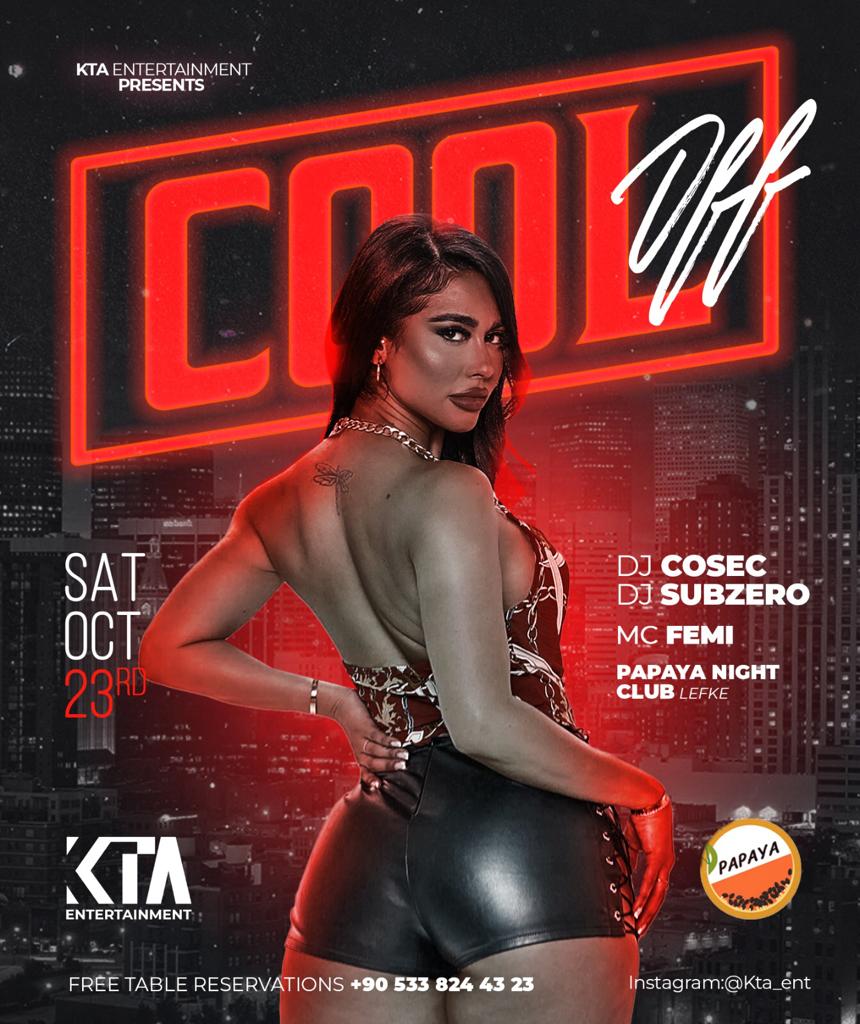 KTA ENTERTAINMENT
PRESENTS
COOL
Off
SAT
OCT
23RD
DJ COSEC
DJ SUBZERO
MC FEMI
PAPAYA NIGHT
CLUB LEFKE
KTA
ENTERTAINMENT
PAPAYA
FREE TABLE RESERVATIONS +90 533 824 43 23
Instagram:@Kta_ent